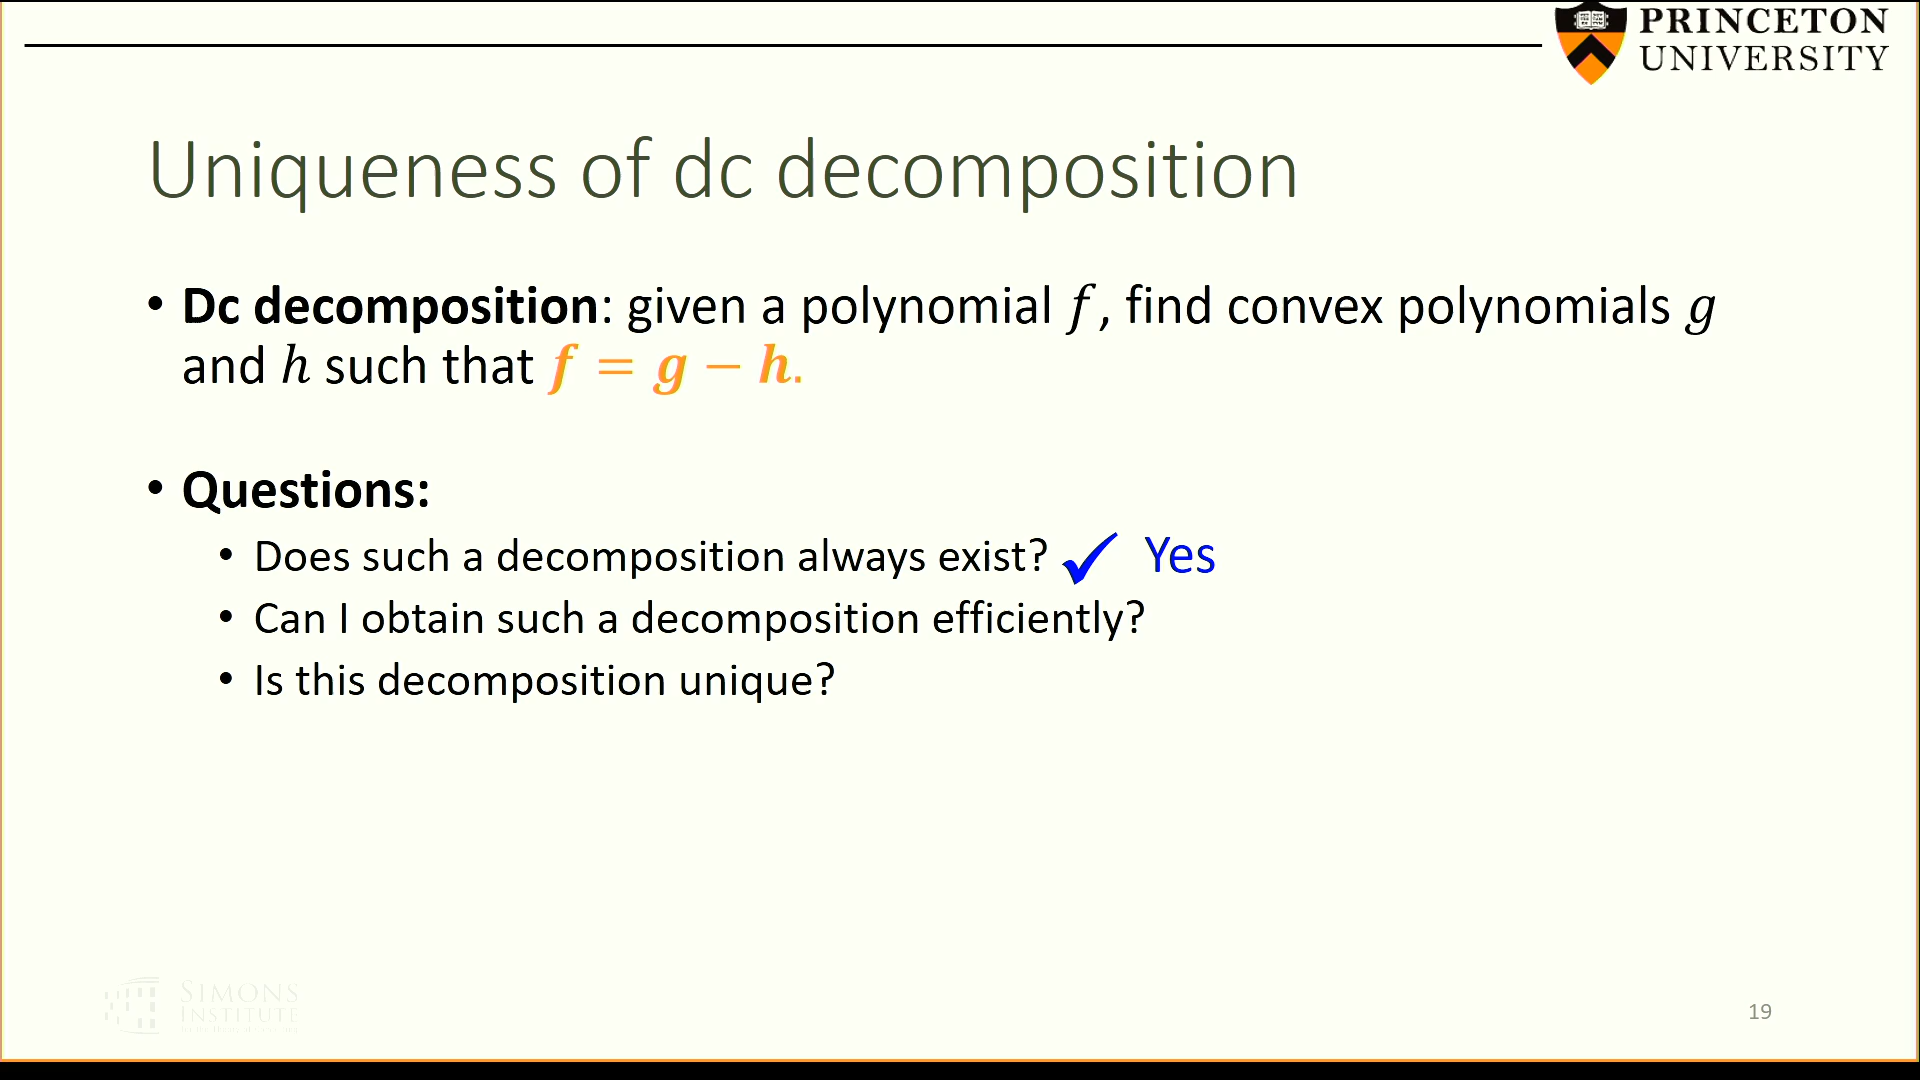 PRINCETON
UNIVERSITY
Uniqueness of dc decomposition
• Dc decomposition: given a polynomial f, find convex polynomials g
and h such that f = g − h.
• Questions:
• Does such a decomposition always exist? ✓ Yes
• Can I obtain such a decomposition efficiently?
• Is this decomposition unique?
SIMONS
INSTITUTE
19